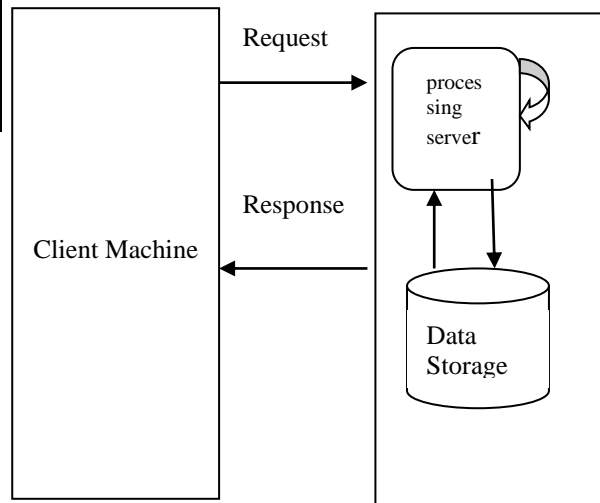 Request
proces
sing
server
Response
Client Machine
Data
Storage